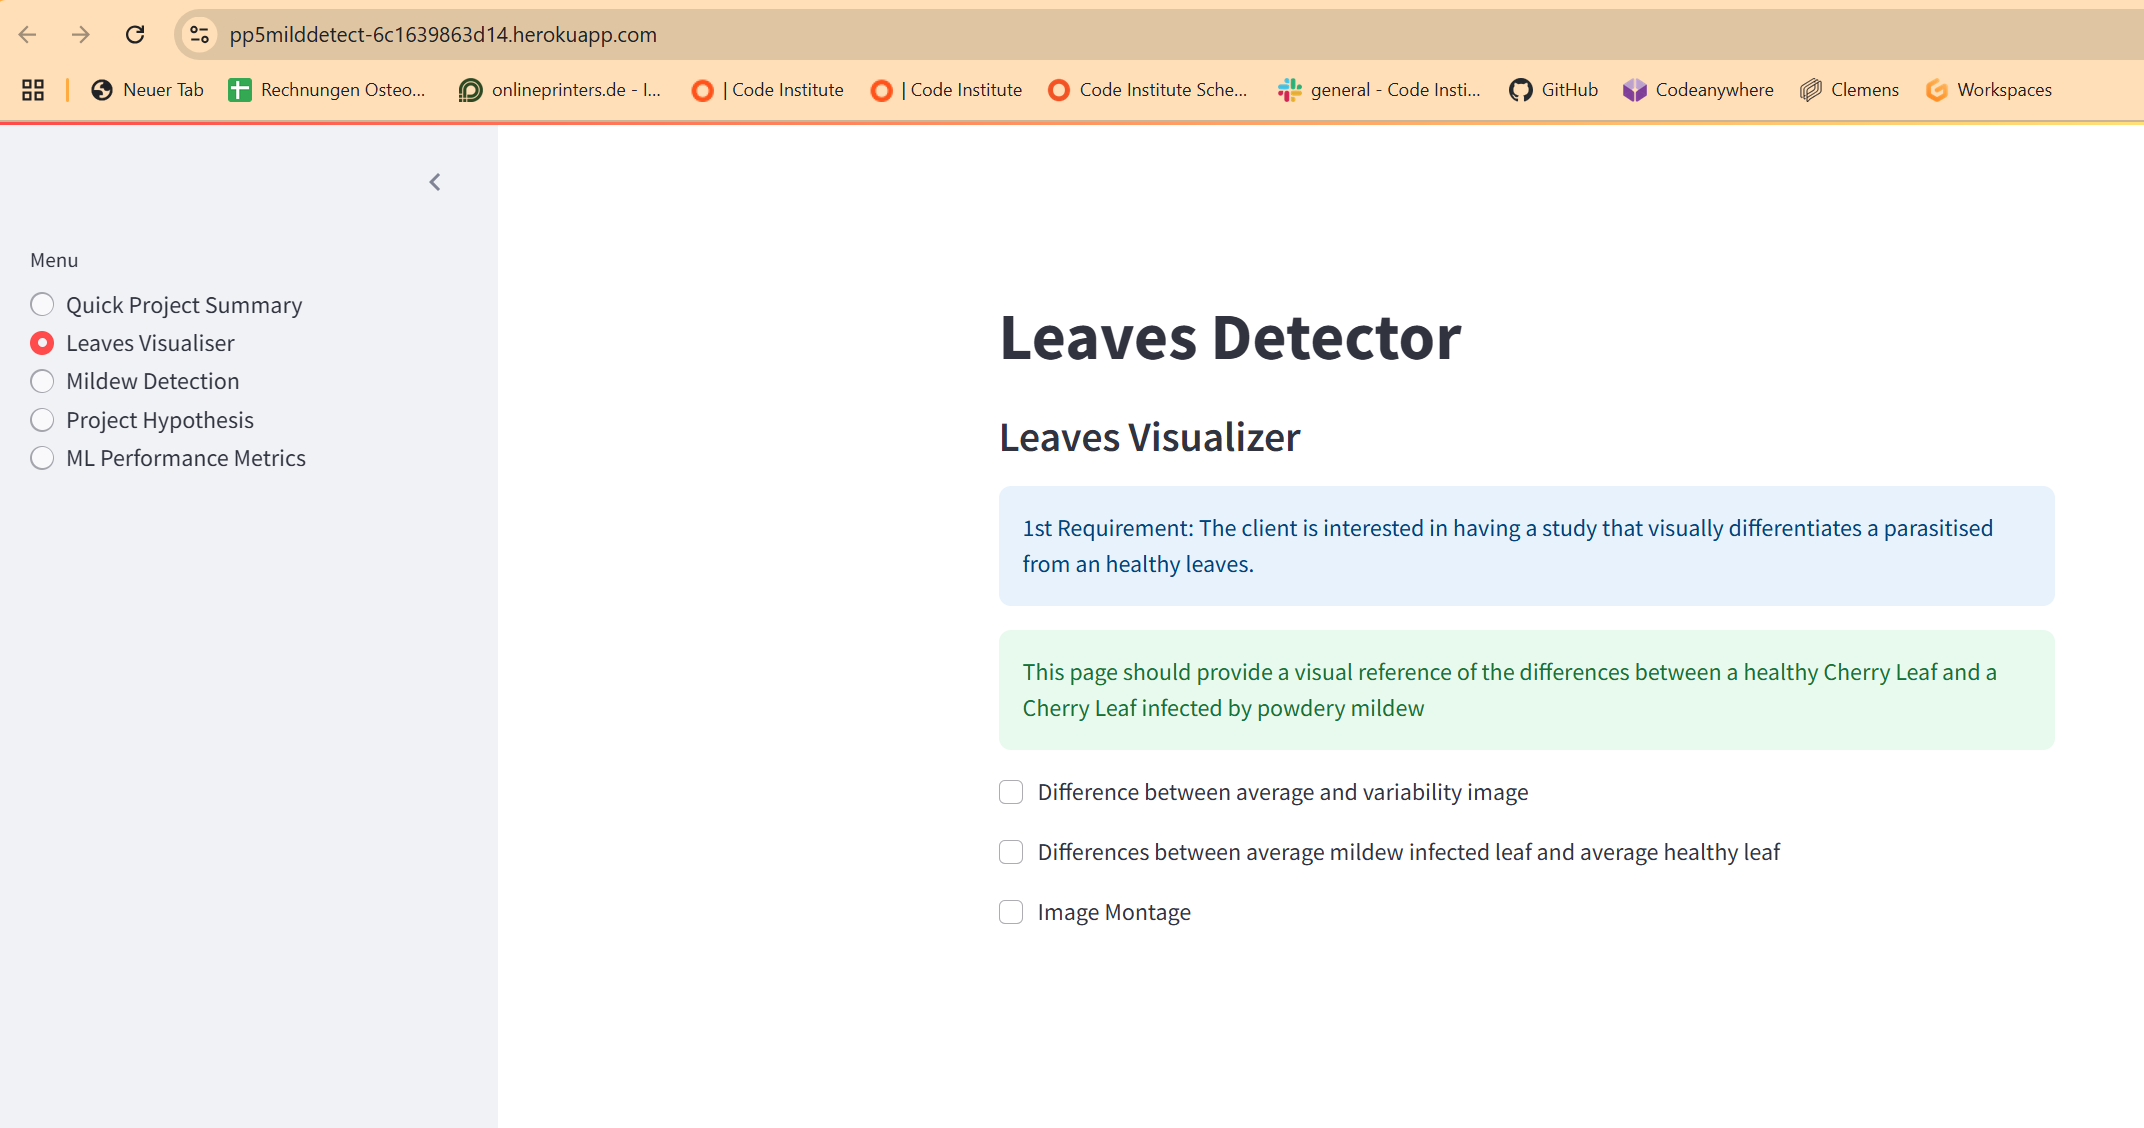 pp5milddetect-6c1639863d14.herokuapp.com
Neuer Tab
Rechnungen Osteo...
onlineprinters.de - I...
| Code Institute
| Code Institute
Code Institute Sche...
general - Code Insti...
GitHub
Codeanywhere
Clemens
Workspaces
Menu
Quick Project Summary
Leaves Visualiser
Mildew Detection
Project Hypothesis
ML Performance Metrics
Leaves Detector
Leaves Visualizer
1st Requirement: The client is interested in having a study that visually differentiates a parasitised
from an healthy leaves.
This page should provide a visual reference of the differences between a healthy Cherry Leaf and a
Cherry Leaf infected by powdery mildew
Difference between average and variability image
Differences between average mildew infected leaf and average healthy leaf
Image Montage